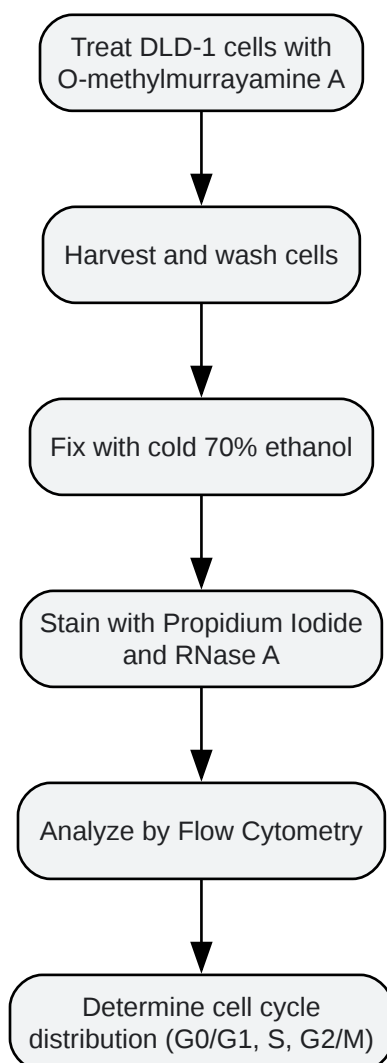 Treat DLD-1 cells with
O-methylmurrayamine A
Harvest and wash cells
Fix with cold 70% ethanol
Stain with Propidium Iodide
and RNase A
Analyze by Flow Cytometry
Determine cell cycle
distribution (G0/G1, S, G2/M)